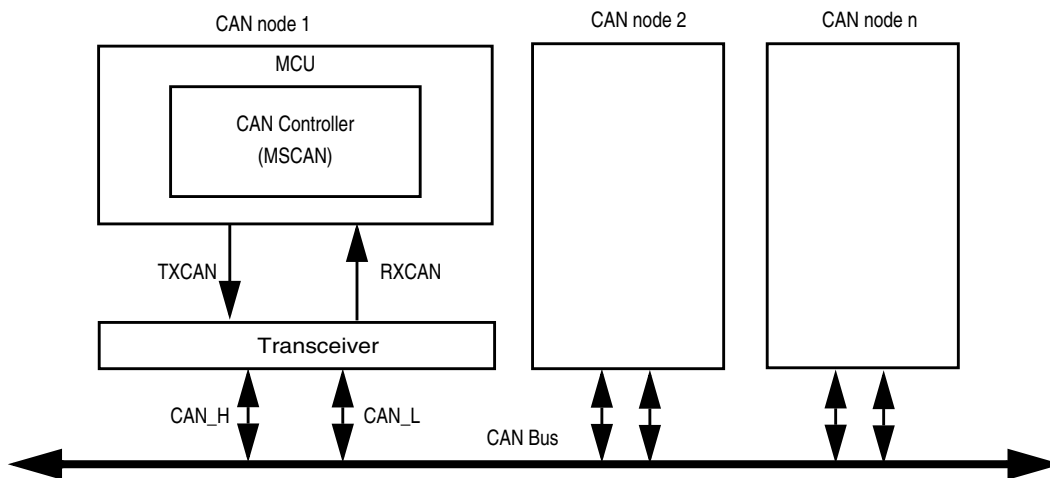 CAN node 1
CAN node 2
CAN node n
MCU
CAN Controller
(MSCAN)
TXCAN
RXCAN
Transceiver
CAN_H
CAN_L
CAN Bus